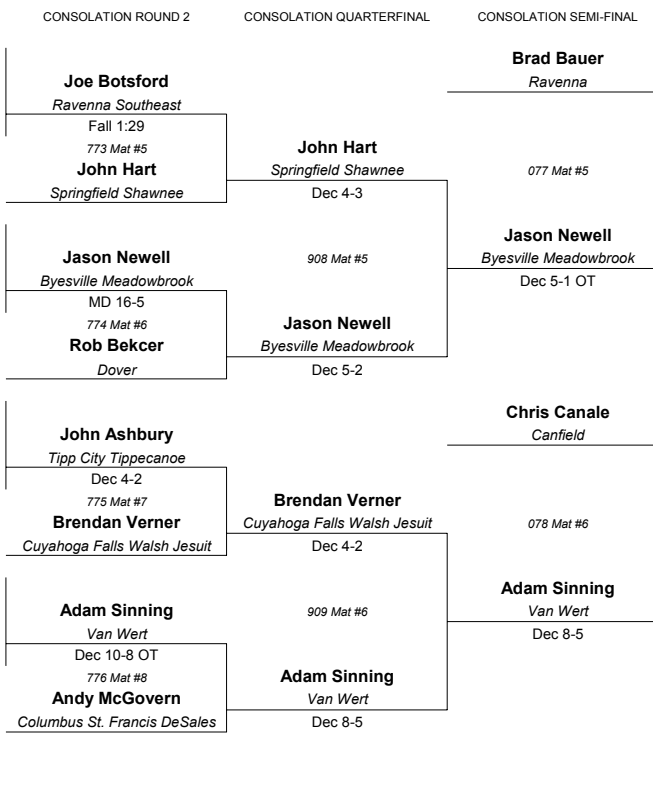 CONSOLATION ROUND 2
CONSOLATION QUARTERFINAL
CONSOLATION SEMI-FINAL
Joe Botsford
Ravenna Southeast
Fall 1:29
773 Mat #5
John Hart
Springfield Shawnee
Jason Newell
Byesville Meadowbrook
MD 16-5
774 Mat #6
Rob Bekcer
Dover
John Ashbury
Tipp City Tippecanoe
Dec 4-2
775 Mat #7
Brendan Verner
Cuyahoga Falls Walsh Jesuit
Adam Sinning
Van Wert
Dec 10-8 OT
776 Mat #8
Andy McGovern
Columbus St. Francis DeSales
John Hart
Springfield Shawnee
Dec 4-3
908 Mat #5
Jason Newell
Byesville Meadowbrook
Dec 5-2
Brendan Verner
Cuyahoga Falls Walsh Jesuit
Dec 4-2
909 Mat #6
Adam Sinning
Van Wert
Dec 8-5
Brad Bauer
Ravenna
077 Mat #5
Jason Newell
Byesville Meadowbrook
Dec 5-1 OT
Chris Canale
Canfield
078 Mat #6
Adam Sinning
Van Wert
Dec 8-5